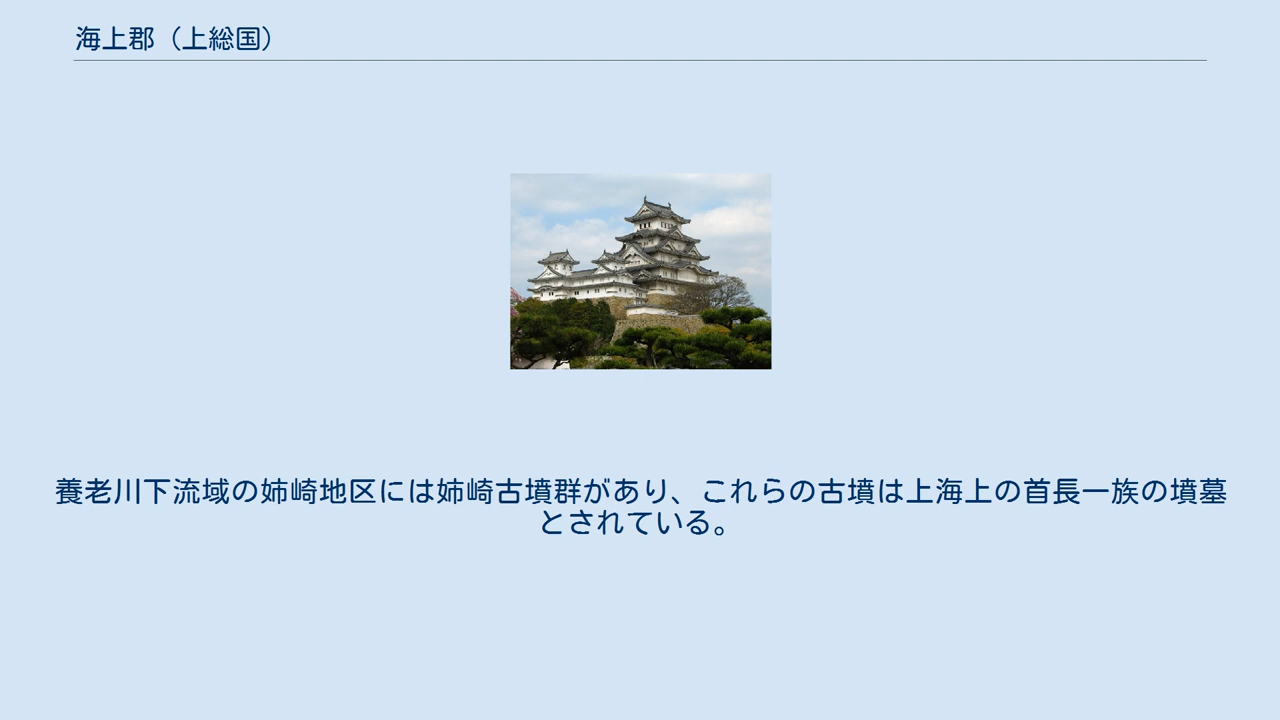 海上郡（上総国）
養老川下流域の姉崎地区には姉崎古墳群があり、これらの古墳は上海上の首長一族の墳墓
とされている。